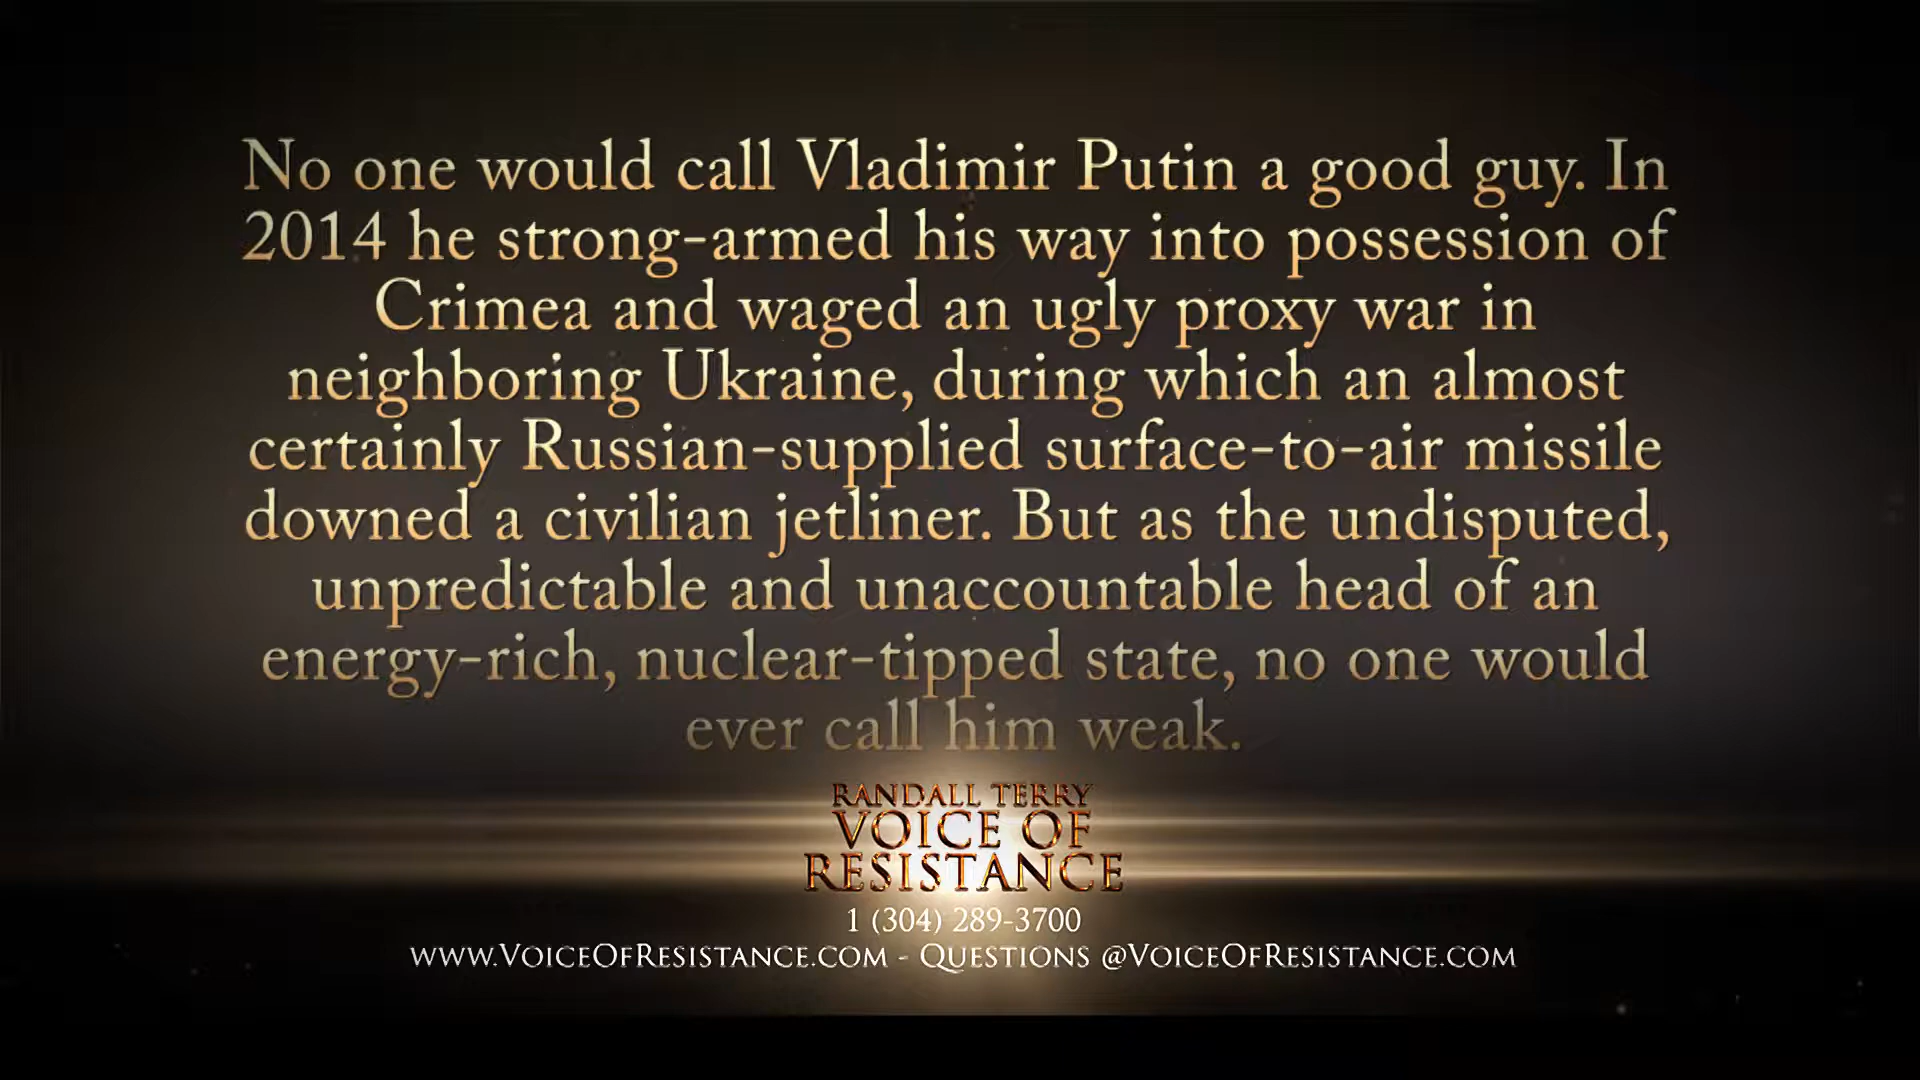 No one would call Vladimir Putin a good guy. In
2014 he strong-armed his way into possession of
Crimea and waged an ugly proxy war in
neighboring Ukraine, during which an almost
certainly Russian-supplied surface-to-air missile
downed a civilian jetliner. But as the undisputed,
unpredictable and unaccountable head of an
energy-rich, nuclear-tipped state, no one would
ever call him weak.
RANDALL TERRY
VOICE OF
RESISTANCE
1 (304) 289-3700
www.VoiceOfResistance.com - Questions @VoiceOfResistance.com